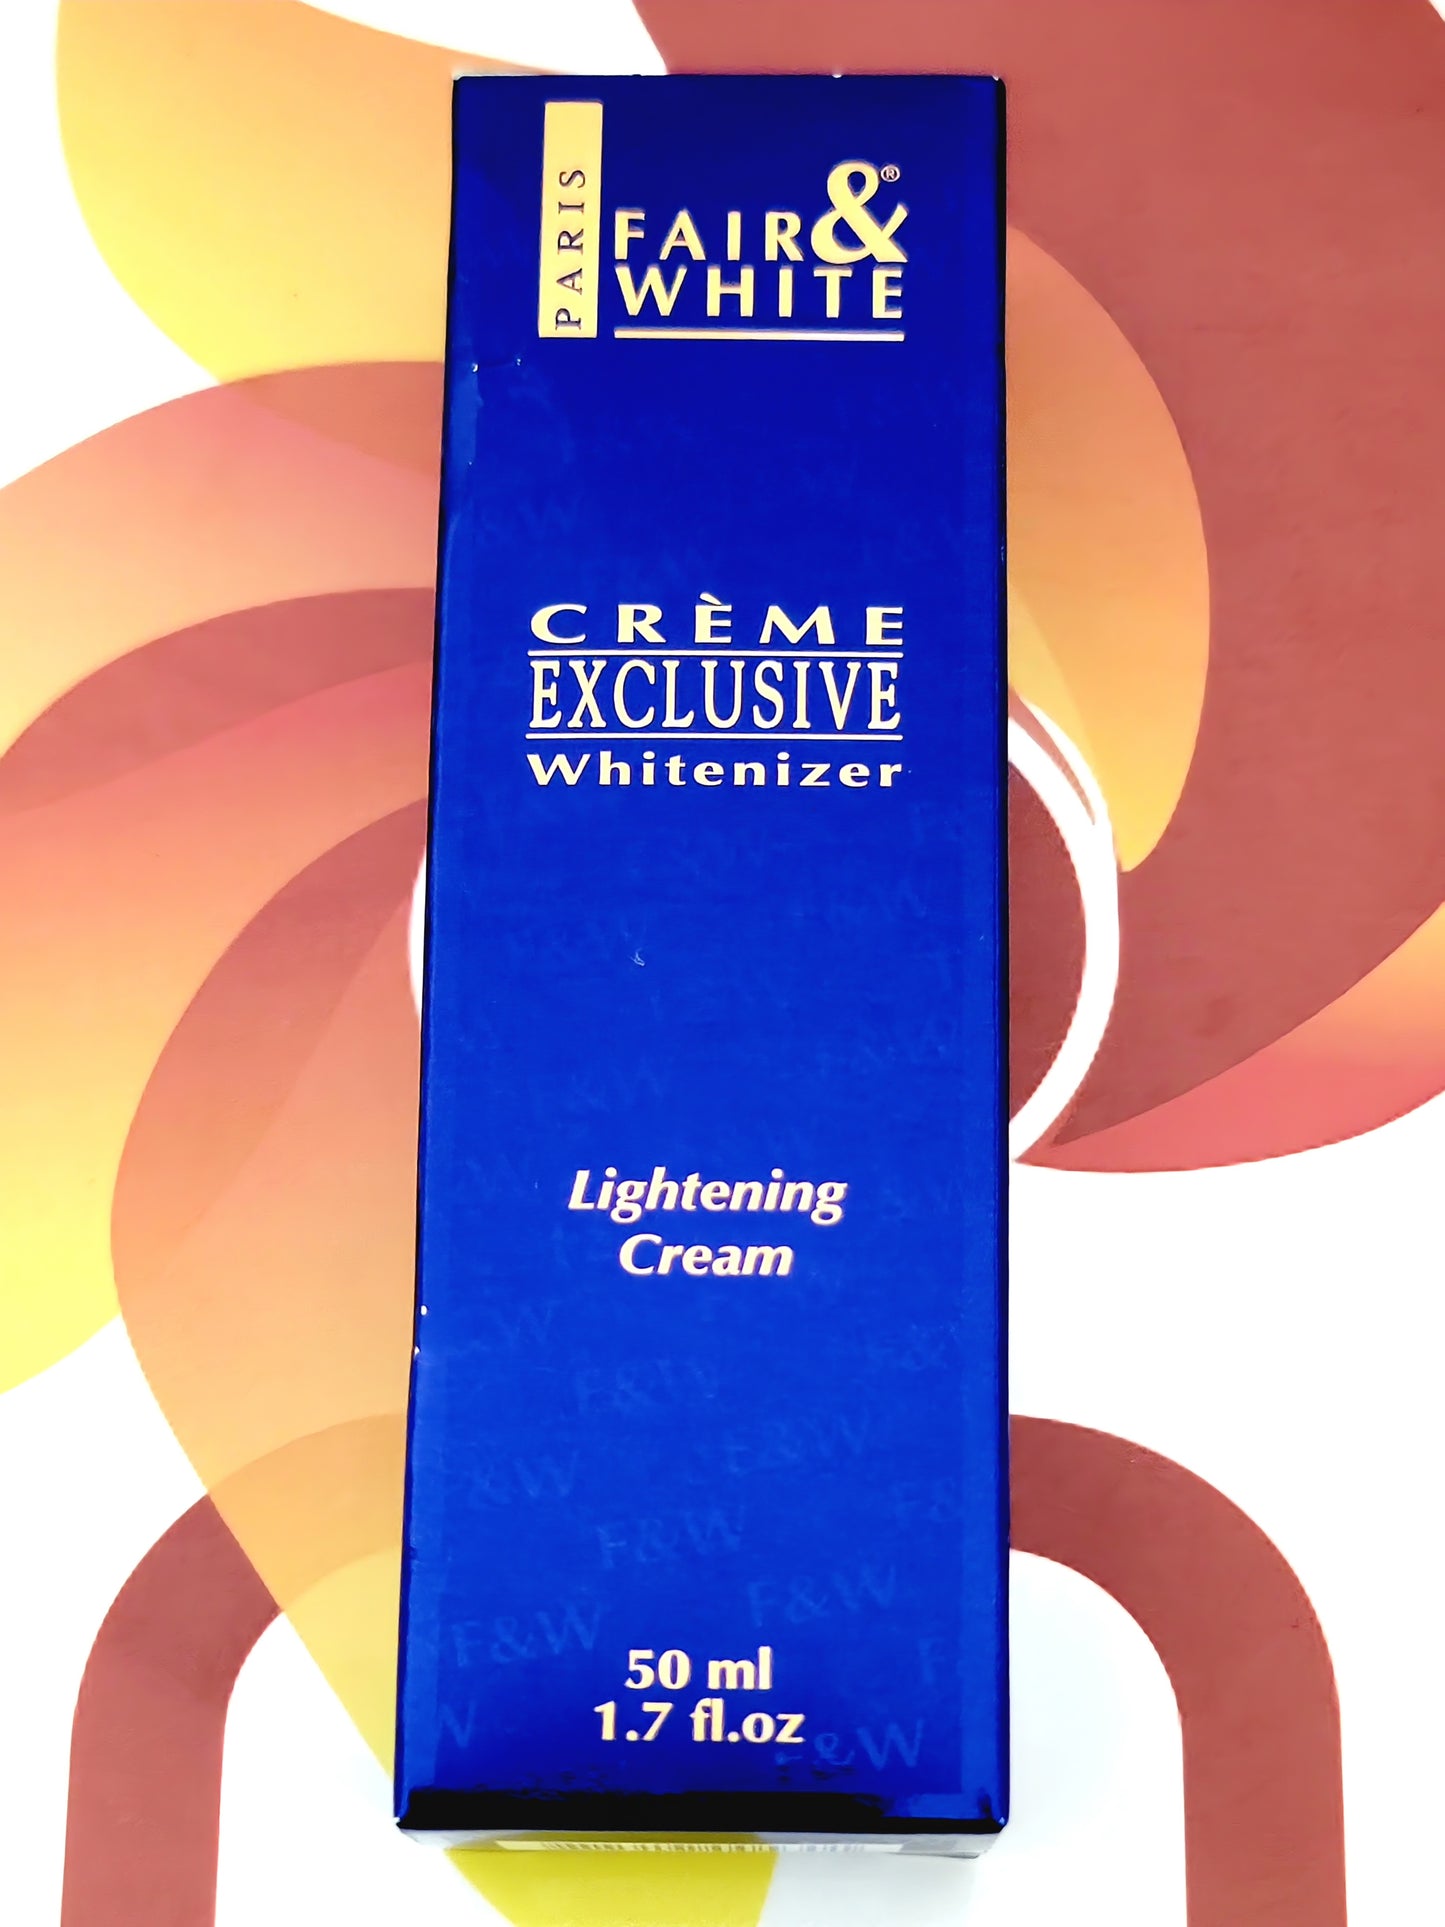 PARIS
FAIR &®
WHITE
CRÈME
EXCLUSIVE
Whitenizer
Lightening
Cream
F&W
F&W
F&W
50 ml
1.7 fl.oz
F&W